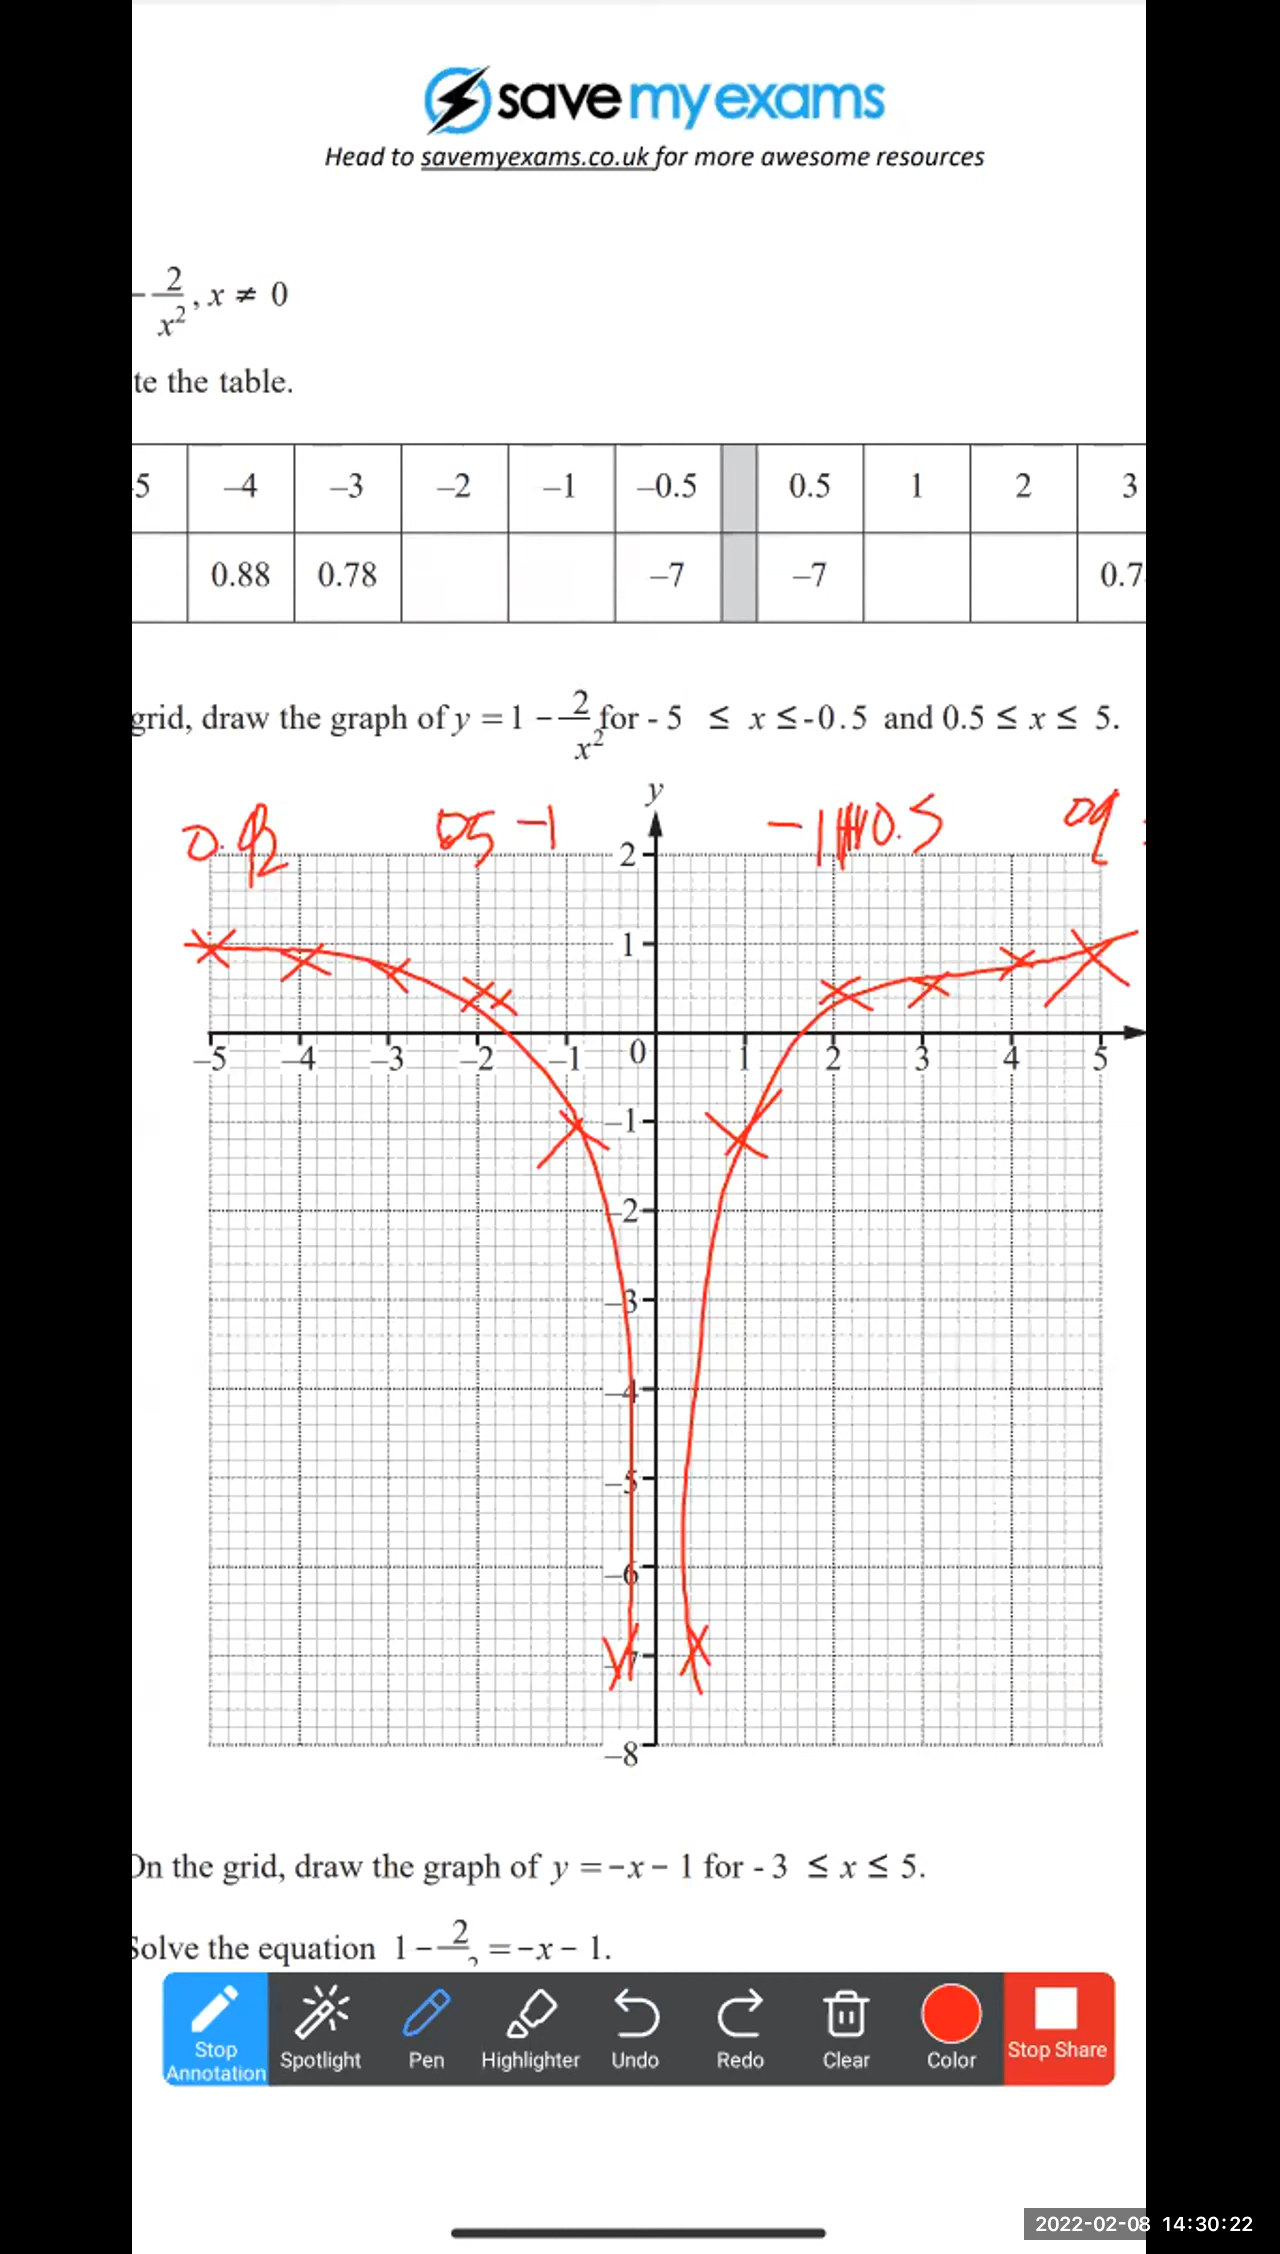 save my exams
Head to savemyexams.co.uk for more awesome resources
− 2/x² , x ≠ 0
te the table.
5 −4 −3 −2 −1 −0.5 0.5 1 2 3
0.88 0.78 −7 −7 0.7
grid, draw the graph of y = 1 − 2/x² for - 5 ≤ x ≤ -0.5 and 0.5 ≤ x ≤ 5.
y
0.92 0.5 −1 −1 0.5 0.9
2
1
−5 −4 −3 −2 −1 0 1 2 3 4 5
−1
−2
−3
−4
−5
−6
−7
−8
On the grid, draw the graph of y = −x − 1 for - 3 ≤ x ≤ 5.
Solve the equation 1 − 2/ 2 = −x − 1.
Stop Annotation Spotlight Pen Highlighter Undo Redo Clear Color Stop Share
2022-02-08 14:30:22